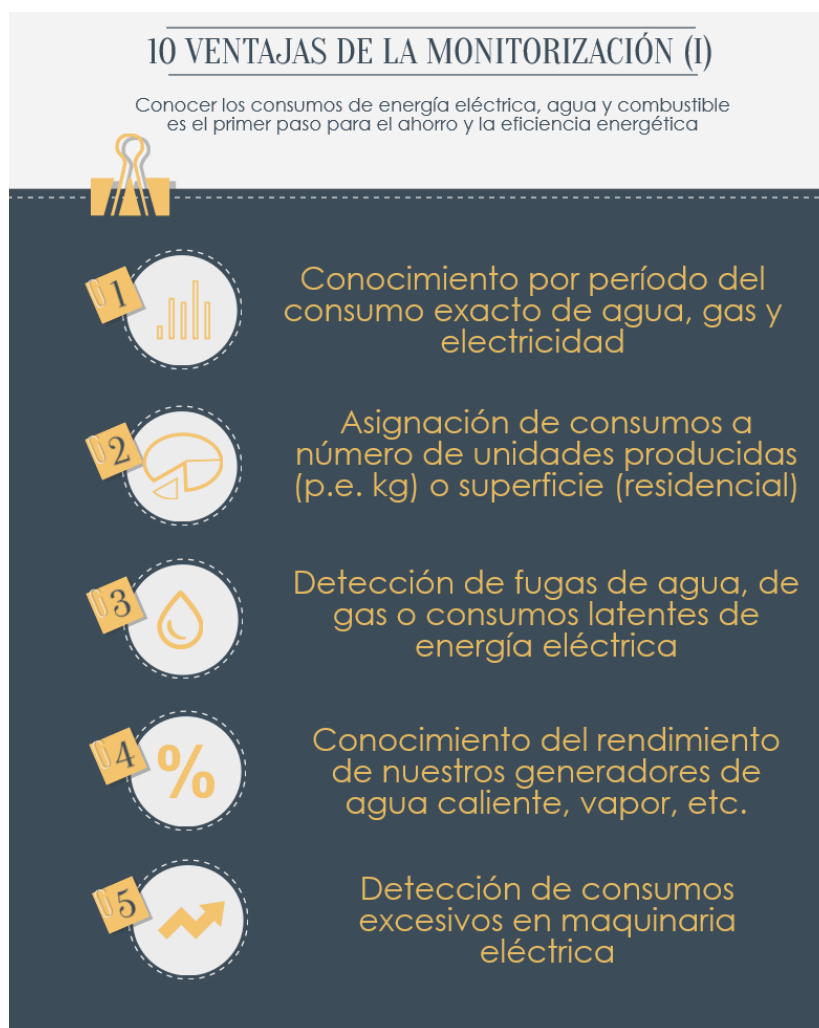 10 VENTAJAS DE LA MONITORIZACIÓN (I)
Conocer los consumos de energía eléctrica, agua y combustible
es el primer paso para el ahorro y la eficiencia energética
1
Conocimiento por período del
consumo exacto de agua, gas y
electricidad
2
Asignación de consumos a
número de unidades producidas
(p.e. kg) o superficie (residencial)
3
Detección de fugas de agua, de
gas o consumos latentes de
energía eléctrica
4
%
Conocimiento del rendimiento
de nuestros generadores de
agua caliente, vapor, etc.
5
Detección de consumos
excesivos en maquinaria
eléctrica